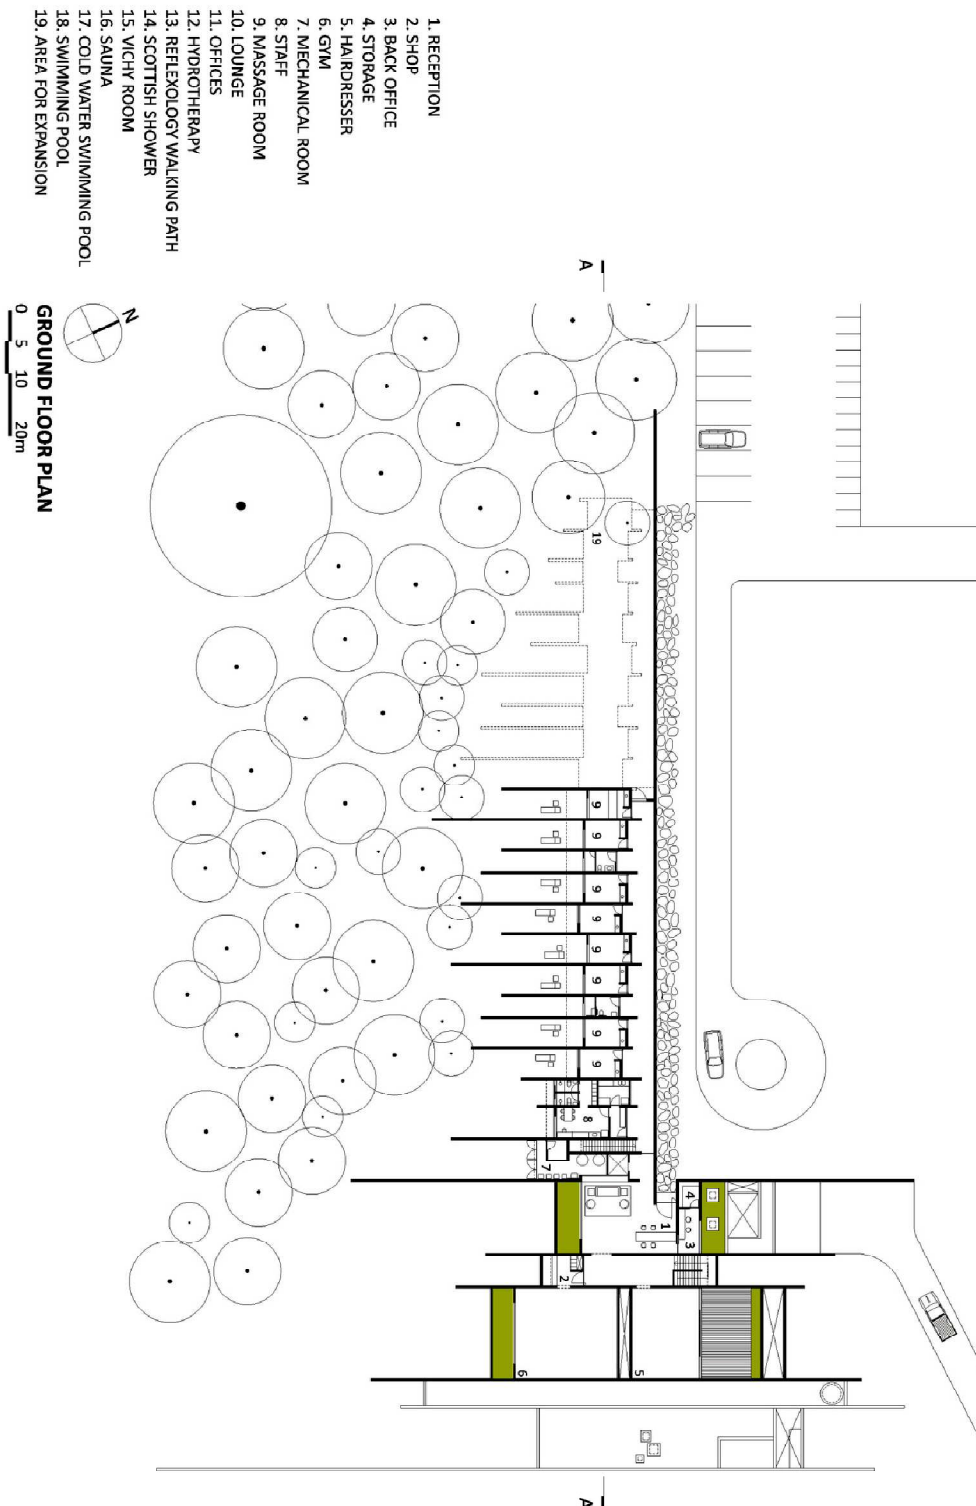 1. RECEPTION
2. SHOP
3. BACK OFFICE
4. STORAGE
5. HAIRDRESSER
6. GYM
7. MECHANICAL ROOM
8. STAFF
9. MASSAGE ROOM
10. LOUNGE
11. OFFICES
12. HYDROTHERAPY
13. REFLEXOLOGY WALKING PATH
14. SCOTTISH SHOWER
15. VICHY ROOM
16. SAUNA
17. COLD WATER SWIMMING POOL
18. SWIMMING POOL
19. AREA FOR EXPANSION
N
GROUND FLOOR PLAN
0 5 10 20m
A
19
9
9
9
9
9
9
9
9
8
7
4
1
3
2
6
5
A